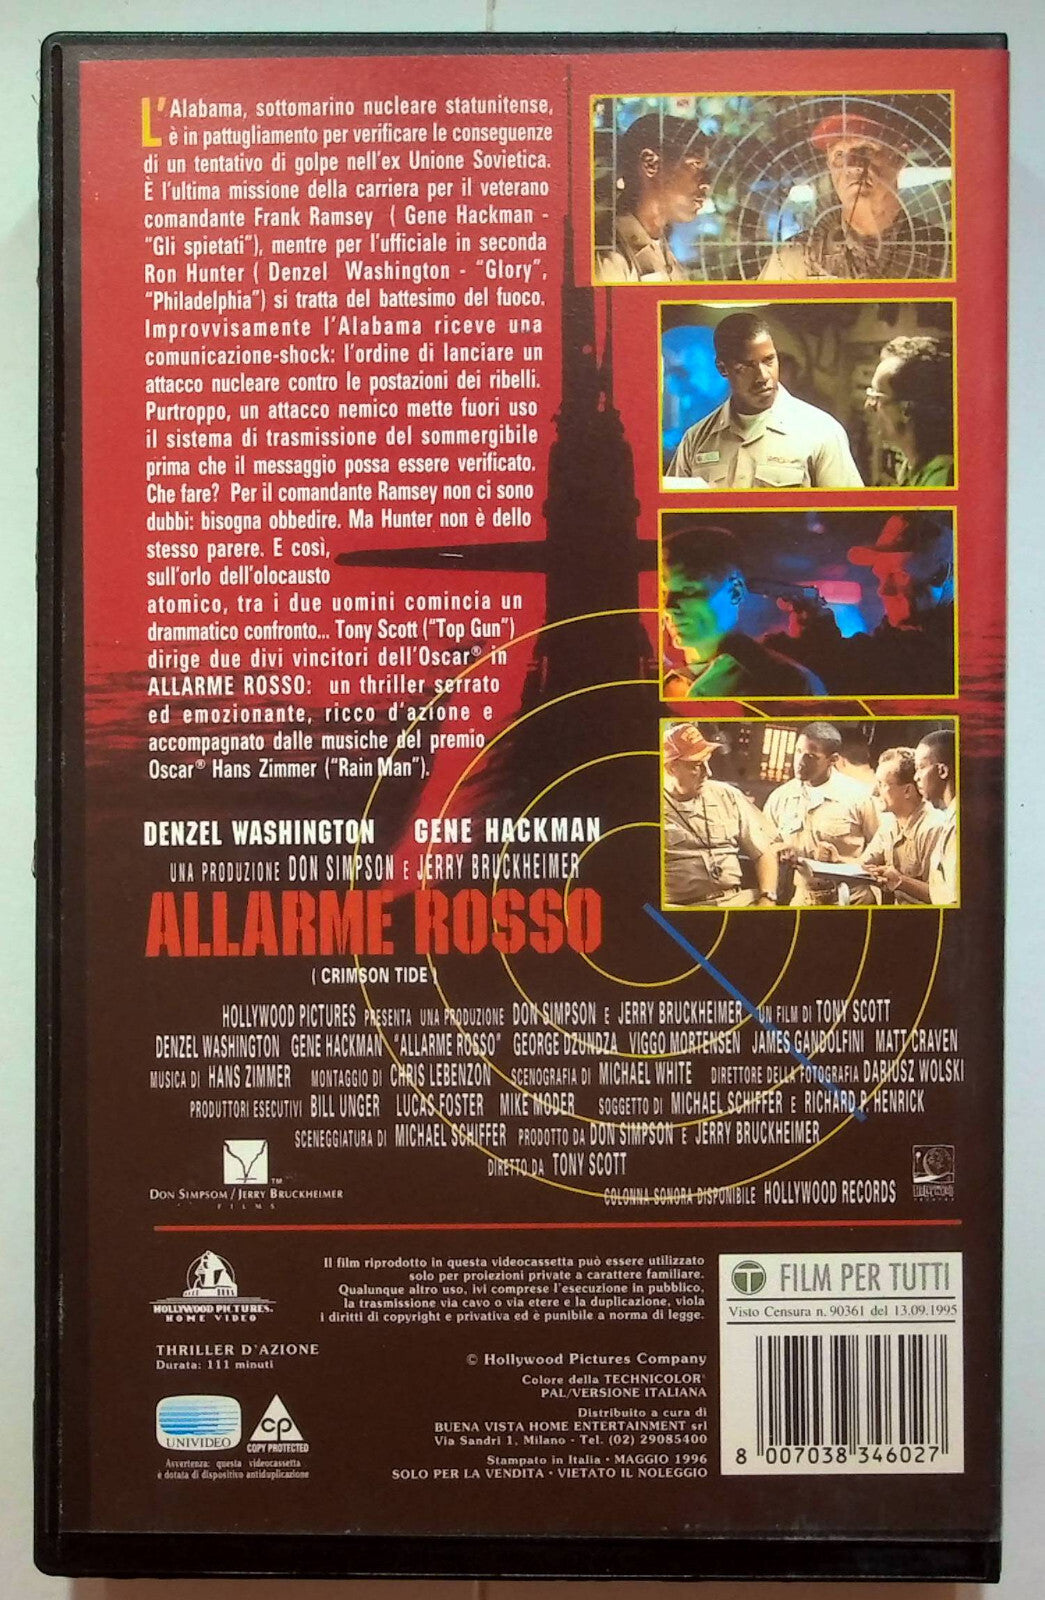 L'Alabama, sottomarino nucleare statunitense,
è in pattugliamento per verificare le conseguenze
di un tentativo di golpe nell'ex Unione Sovietica.
È l'ultima missione della carriera per il veterano
comandante Frank Ramsey ( Gene Hackman -
"Gli spietati"), mentre per l'ufficiale in seconda
Ron Hunter ( Denzel Washington - "Glory",
"Philadelphia") si tratta del battesimo del fuoco.
Improvvisamente l'Alabama riceve una
comunicazione-shock: l'ordine di lanciare un
attacco nucleare contro le postazioni dei ribelli.
Purtroppo, un attacco nemico mette fuori uso
il sistema di trasmissione del sommergibile
prima che il messaggio possa essere verificato.
Che fare? Per il comandante Ramsey non ci sono
dubbi: bisogna obbedire. Ma Hunter non è dello
stesso parere. E così,
sull'orlo dell'olocausto
atomico, tra i due uomini comincia un
drammatico confronto... Tony Scott ("Top Gun")
dirige due divi vincitori dell'Oscar® in
ALLARME ROSSO: un thriller serrato
ed emozionante, ricco d'azione e
accompagnato dalle musiche del premio
Oscar® Hans Zimmer ("Rain Man").
DENZEL WASHINGTON GENE HACKMAN
UNA PRODUZIONE DON SIMPSON E JERRY BRUCKHEIMER
ALLARME ROSSO
( CRIMSON TIDE )
HOLLYWOOD PICTURES PRESENTA UNA PRODUZIONE DON SIMPSON E JERRY BRUCKHEIMER UN FILM DI TONY SCOTT
DENZEL WASHINGTON GENE HACKMAN "ALLARME ROSSO" GEORGE DZUNDZA VIGGO MORTENSEN JAMES GANDOLFINI MATT CRAVEN
MUSICA DI HANS ZIMMER MONTAGGIO DI CHRIS LEBENZON SCENOGRAFIA DI MICHAEL WHITE DIRETTORE DELLA FOTOGRAFIA DARIUSZ WOLSKI
PRODUTTORI ESECUTIVI BILL UNGER LUCAS FOSTER MIKE MODER SOGGETTO DI MICHAEL SCHIFFER E RICHARD P. HENRICK
SCENEGGIATURA DI MICHAEL SCHIFFER PRODOTTO DA DON SIMPSON E JERRY BRUCKHEIMER
DIRETTO DA TONY SCOTT
COLONNA SONORA DISPONIBILE HOLLYWOOD RECORDS
TM
DON SIMPSOM / JERRY BRUCKHEIMER
FILMS
HOLLYWOOD PICTURES
HOME VIDEO
THRILLER D'AZIONE
Durata: 111 minuti
UNIVIDEO
CP
COPY PROTECTED
Avvertenza: questa videocassetta
è dotata di dispositivo antiduplicazione
Il film riprodotto in questa videocassetta può essere utilizzato
solo per proiezioni private a carattere familiare.
Qualunque altro uso, ivi comprese l'esecuzione in pubblico,
la trasmissione via cavo o via etere e la duplicazione, viola
i diritti di copyright e privativa ed è punibile a norma di legge.
© Hollywood Pictures Company
Colore della TECHNICOLOR®
PAL/VERSIONE ITALIANA
Distribuito a cura di
BUENA VISTA HOME ENTERTAINMENT srl
Via Sandri 1, Milano - Tel. (02) 29085400
Stampato in Italia - MAGGIO 1996
SOLO PER LA VENDITA - VIETATO IL NOLEGGIO
T FILM PER TUTTI
Visto Censura n. 90361 del 13.09.1995
8 007038 346027